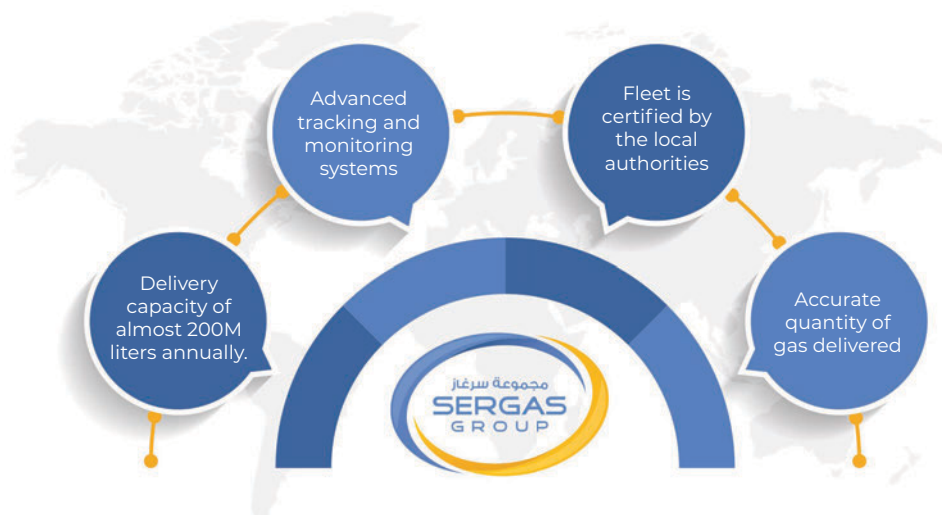 Advanced
tracking and
monitoring
systems
Fleet is
certified by
the local
authorities
Delivery
capacity of
almost 200M
liters annually.
Accurate
quantity of
gas delivered
مجموعة سرغاز
SERGAS
GROUP